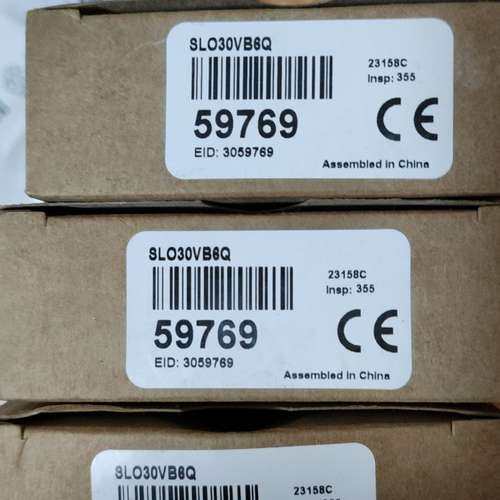 SLO30VB6Q
23158C
Insp: 355
59769
CE
EID: 3059769
Assembled in China
SLO30VB6Q
23158C
Insp: 355
59769
CE
EID: 3059769
Assembled in China
SLO30VB6Q
23158C